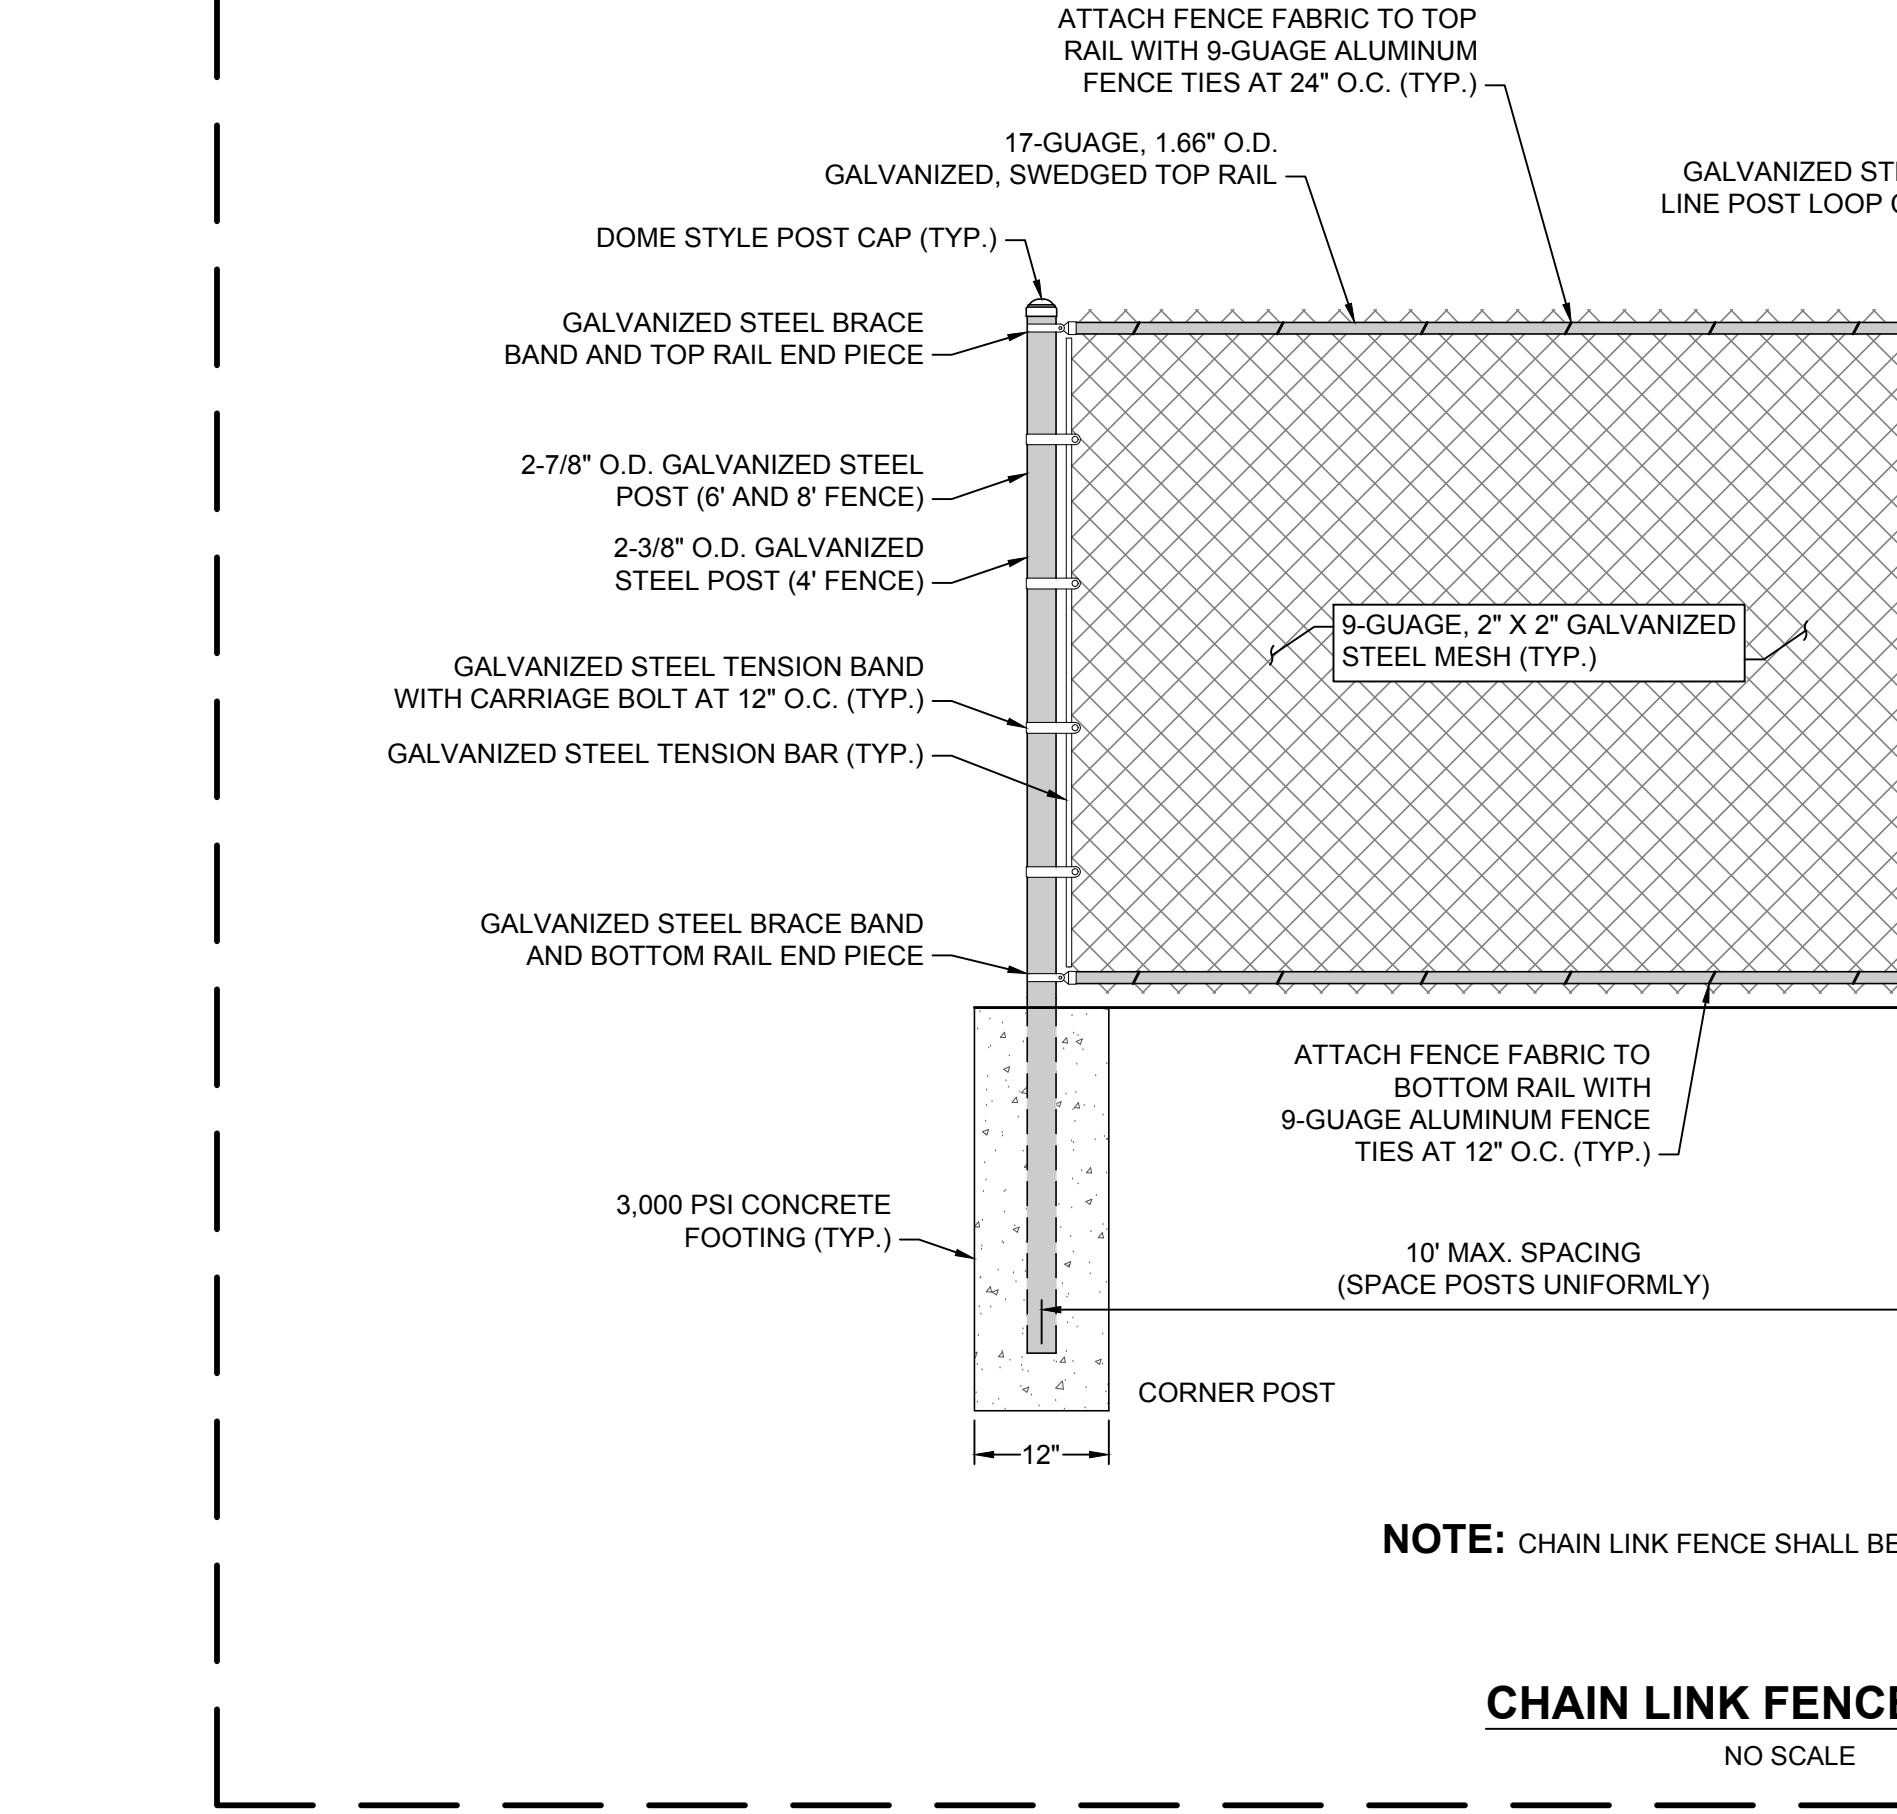 ATTACH FENCE FABRIC TO TOP
RAIL WITH 9-GUAGE ALUMINUM
FENCE TIES AT 24" O.C. (TYP.)
17-GUAGE, 1.66" O.D.
GALVANIZED, SWEDGED TOP RAIL
GALVANIZED
LINE POST LOOP
DOME STYLE POST CAP (TYP.)
GALVANIZED STEEL BRACE
BAND AND TOP RAIL END PIECE
2-7/8" O.D. GALVANIZED STEEL
POST (6' AND 8' FENCE)
2-3/8" O.D. GALVANIZED
STEEL POST (4' FENCE)
9-GUAGE, 2" X 2" GALVANIZED
STEEL MESH (TYP.)
GALVANIZED STEEL TENSION BAND
WITH CARRIAGE BOLT AT 12" O.C. (TYP.)
GALVANIZED STEEL TENSION BAR (TYP.)
GALVANIZED STEEL BRACE BAND
AND BOTTOM RAIL END PIECE
ATTACH FENCE FABRIC TO
BOTTOM RAIL WITH
9-GUAGE ALUMINUM FENCE
TIES AT 12" O.C. (TYP.)
3,000 PSI CONCRETE
FOOTING (TYP.)
10' MAX. SPACING
(SPACE POSTS UNIFORMLY)
CORNER POST
12"
NOTE: CHAIN LINK FENCE SHALL BE
CHAIN LINK FENCE
NO SCALE